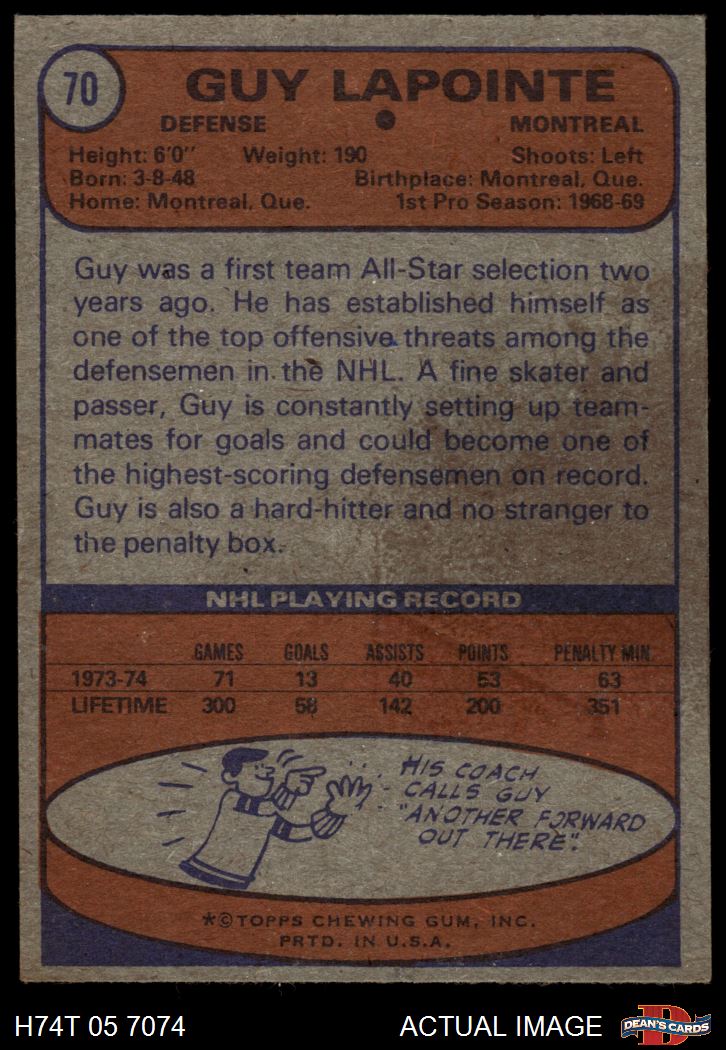 70
GUY LAPOINTE
DEFENSE ● MONTREAL
Height: 6'0" Weight: 190 Shoots: Left
Born: 3-8-48 Birthplace: Montreal, Que.
Home: Montreal, Que. 1st Pro Season: 1968-69
Guy was a first team All-Star selection two
years ago. He has established himself as
one of the top offensive threats among the
defensemen in the NHL. A fine skater and
passer, Guy is constantly setting up team-
mates for goals and could become one of
the highest-scoring defensemen on record.
Guy is also a hard-hitter and no stranger to
the penalty box.
NHL PLAYING RECORD
GAMES GOALS ASSISTS POINTS PENALTY MIN.
1973-74 71 13 40 53 63
LIFETIME 300 58 142 200 351
HIS COACH
CALLS GUY
"ANOTHER FORWARD
OUT THERE".
*©TOPPS CHEWING GUM, INC.
PRTD. IN U.S.A.
H74T 05 7074 ACTUAL IMAGE DEAN'S CARDS